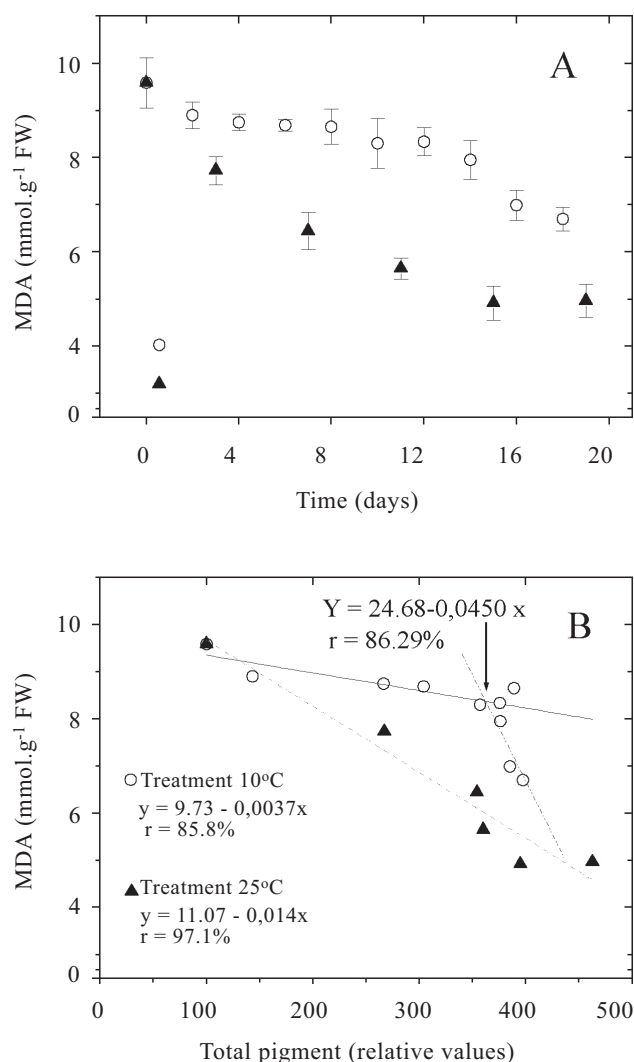 A
10
8
6
4
0
MDA (mmol.g-1 FW)
0 4 8 12 16 20
Time (days)
B
Y = 24.68-0,0450 x
r = 86.29%
10
8
6
4
0
MDA (mmol.g-1 FW)
Treatment 10oC
y = 9.73 - 0,0037x
r = 85.8%
Treatment 25oC
y = 11.07 - 0,014x
r = 97.1%
0 100 200 300 400 500
Total pigment (relative values)